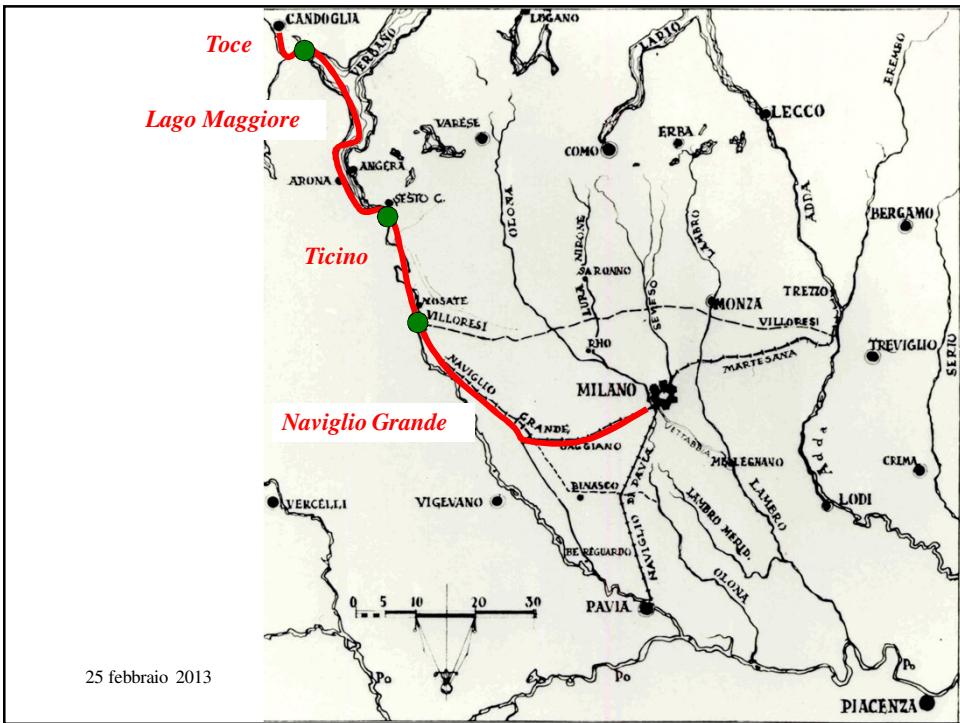 CANDOGLIA
Toce
VERBANO
LUGANO
LARIO
BREMBO
Lago Maggiore
VARESE
COMO
ERBA
LECCO
ANGERA
ARONA
SESTO C.
OLONA
ADDA
BERGAMO
Ticino
NIRONE
LURA
SARONNO
SEVESO
LAMBRO
MONZA
TREZZO
NOSATE
VILLORESI
VILLORESI
RHO
TREVIGLIO
SERIO
MARTESANA
NAVIGLIO
GRANDE
MILANO
Naviglio Grande
GAGGIANO
VETTABBIA
MELEGNANO
Adda
CREMA
BINASCO
VERCELLI
VIGEVANO
LODI
NAVIGLIO DI PAVIA
LAMBRO MERID.
LAMBRO
BEREGUARDO
OLONA
0 5 10 20 30
PAVIA
25 febbraio 2013
Po
Po
Po
Po
PIACENZA